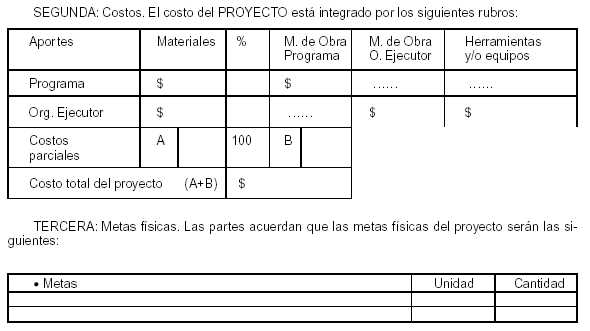 SEGUNDA: Costos. El costo del PROYECTO está integrado por los siguientes rubros:
Aportes Materiales % M. de Obra Programa M. de Obra O. Ejecutor Herramientas y/o equipos
Programa $ $ ...... ......
Org. Ejecutor $ ...... $ $
Costos parciales A 100 B
Costo total del proyecto (A+B) $
TERCERA: Metas físicas. Las partes acuerdan que las metas físicas del proyecto serán las si-
guientes:
• Metas Unidad Cantidad